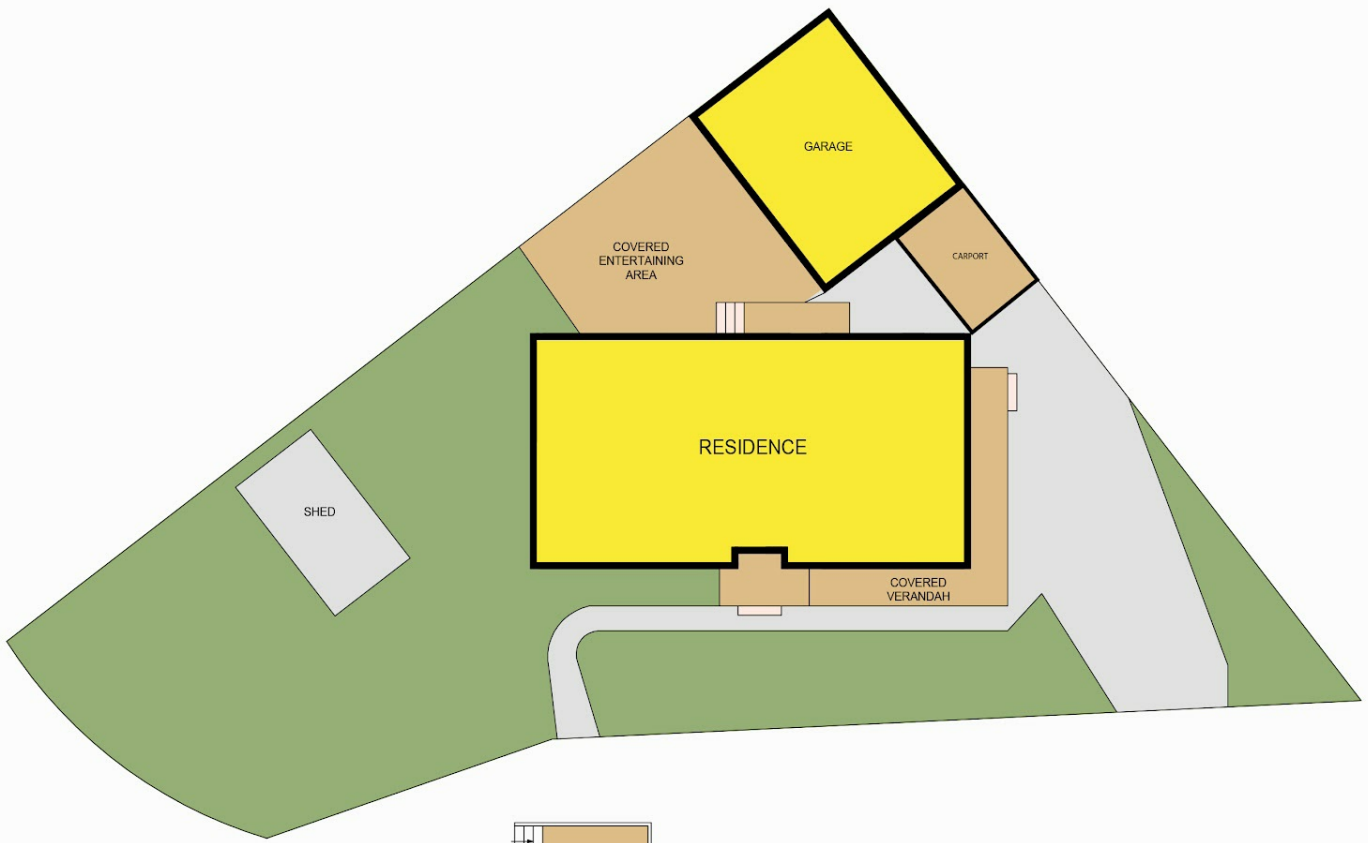 GARAGE
COVERED
ENTERTAINING
AREA
CARPORT
RESIDENCE
SHED
COVERED
VERANDAH